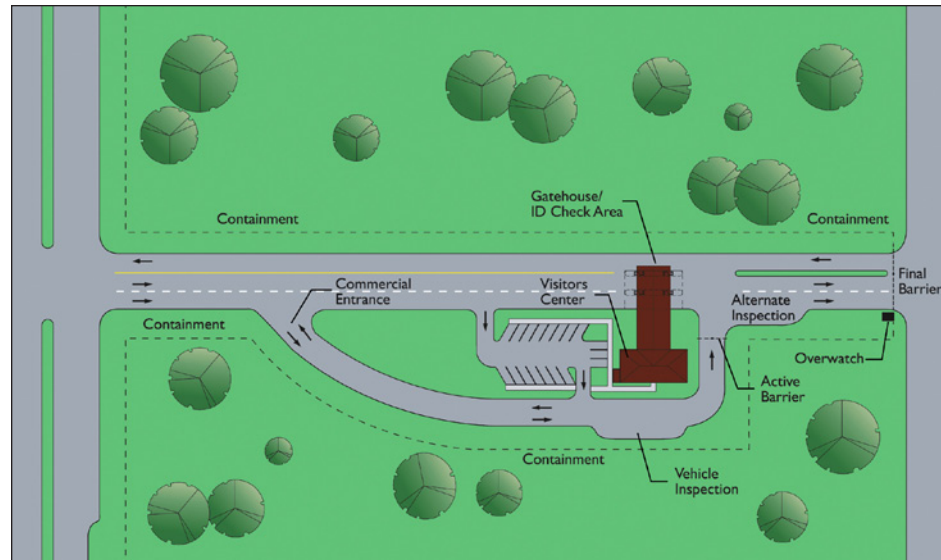 Gatehouse/
ID Check Area
Containment
Containment
Commercial
Entrance
Visitors
Center
Final
Barrier
Alternate
Inspection
Containment
Overwatch
Active
Barrier
Containment
Vehicle
Inspection